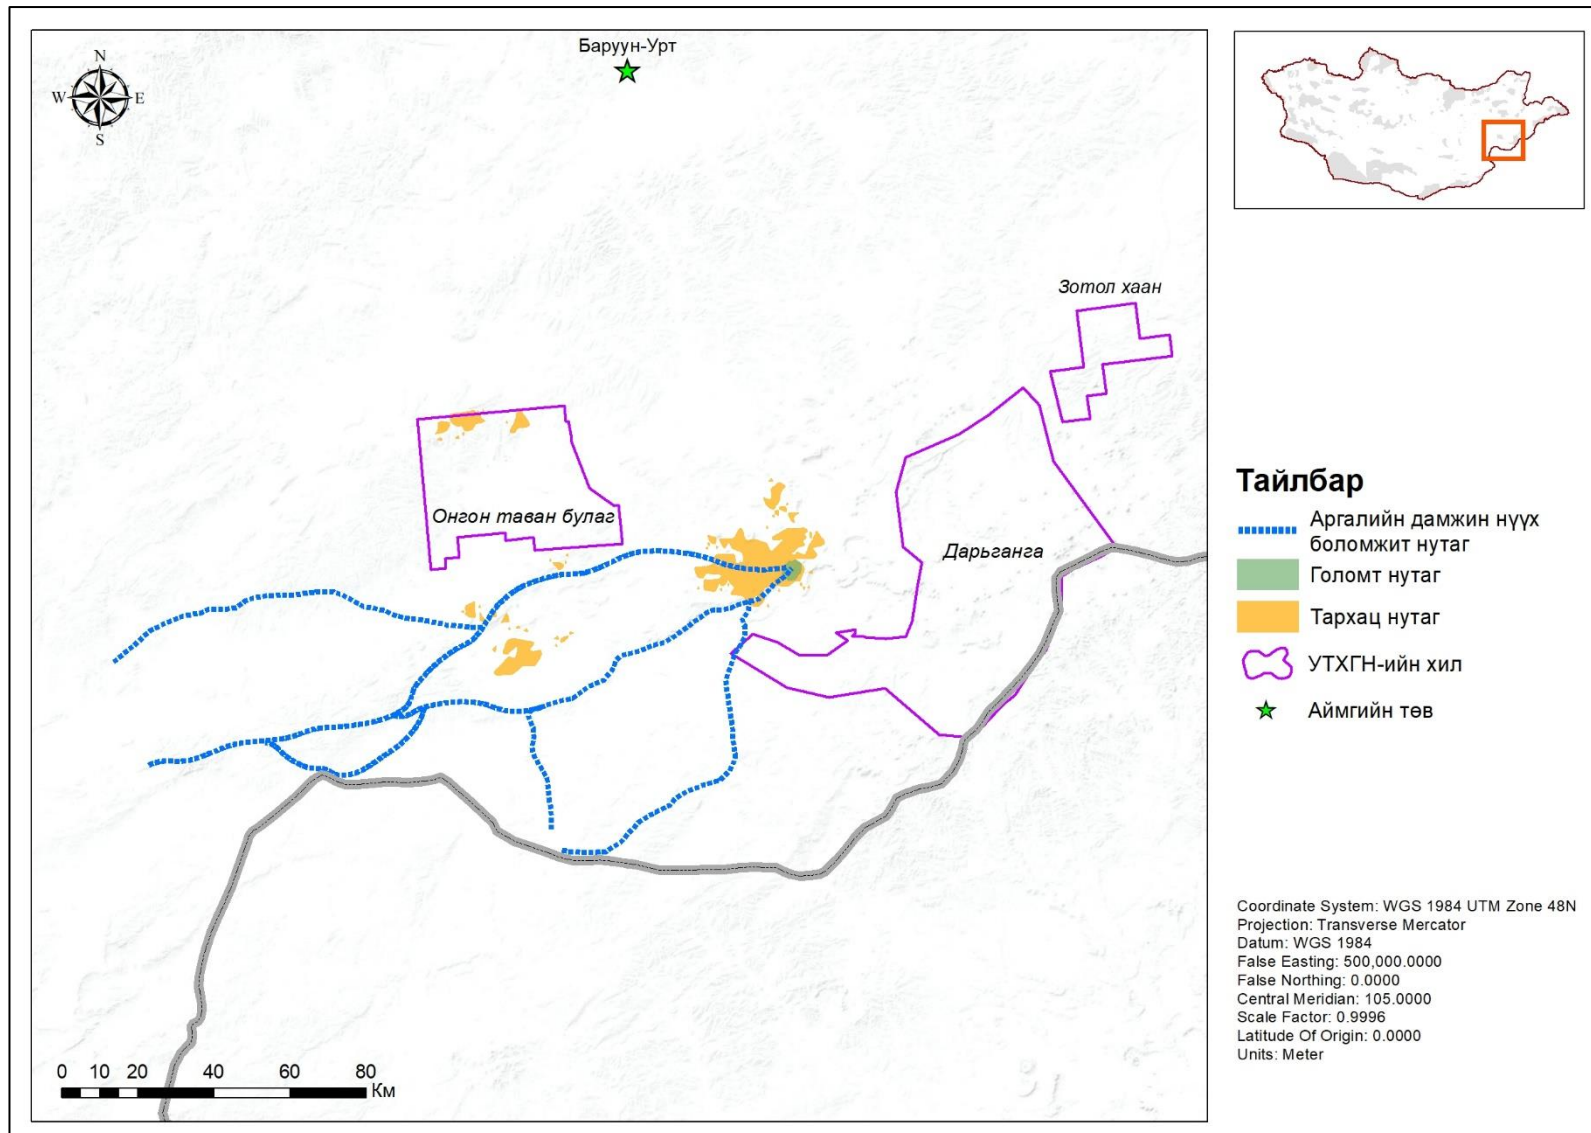 Баруун-Урт
N
W
E
S
Зотол хаан
Онгон таван булаг
Дарьганга
Тайлбар
Аргалийн дамжин нүүх
боломжит нутаг
Голомт нутаг
Тархац нутаг
УТХГН-ийн хил
Аймгийн төв
Coordinate System: WGS 1984 UTM Zone 48N
Projection: Transverse Mercator
Datum: WGS 1984
False Easting: 500,000.0000
False Northing: 0.0000
Central Meridian: 105.0000
Scale Factor: 0.9996
Latitude Of Origin: 0.0000
Units: Meter
0 10 20 40 60 80
Км